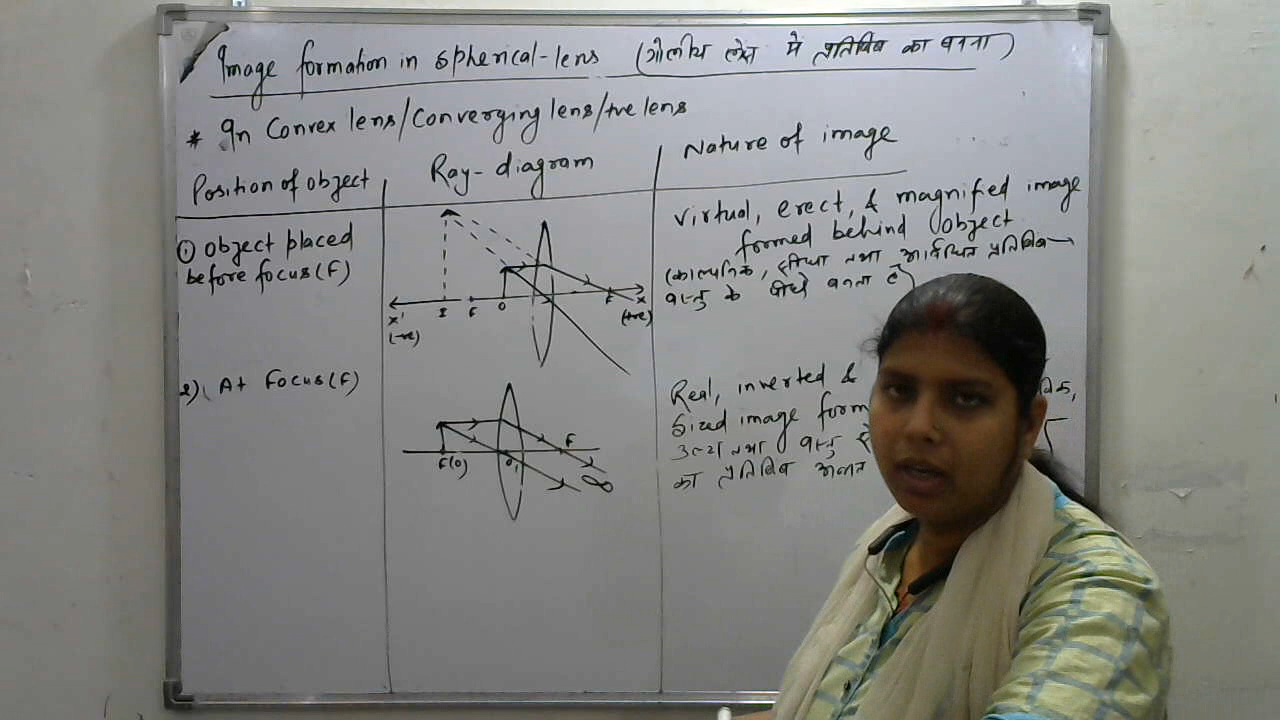 Image formation in spherical-lens (गोलीय लेंस में प्रतिबिंब का बनना)
* In Convex lens/Converging lens/+ve lens
Position of object
Ray-diagram
Nature of image
① Object placed
before focus(F)
X'
(-ve)
I
F
O
F
X
(+ve)
Virtual, erect, & magnified image
formed behind object
(काल्पनिक, सीधा तथा आवर्धित प्रतिबिंब
वस्तु के पीछे बनता है)
2) At Focus(F)
F(O)
O1
F
∞
Real, inverted &
Sized image form
उल्टा तथा वस्तु से
का प्रतिबिंब अनंत